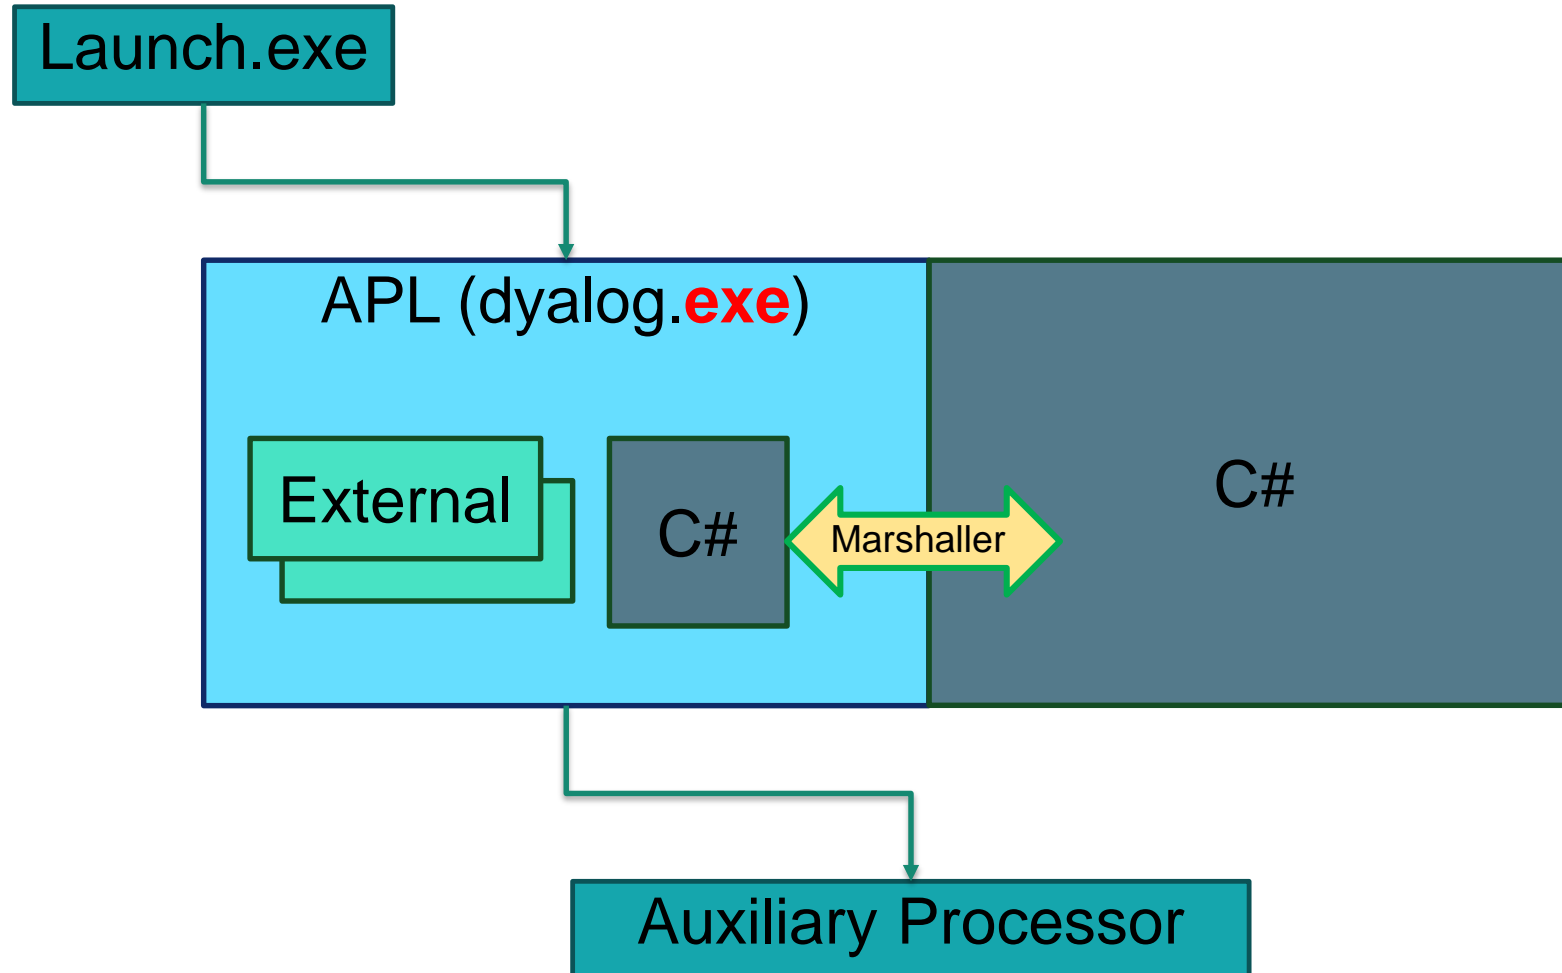 Launch.exe
APL (dyalog.exe)
External
C#
Marshaller
C#
Auxiliary Processor